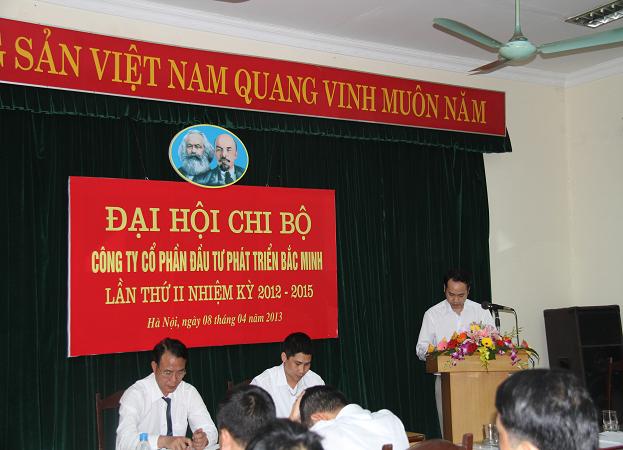 SẢN VIỆT NAM QUANG VINH MUÔN NĂM
ĐẠI HỘI CHI BỘ
CÔNG TY CỔ PHẦN ĐẦU TƯ PHÁT TRIỂN BẮC MINH
LẦN THỨ II NHIỆM KỲ 2012 - 2015
Hà Nội, ngày 08 tháng 04 năm 2013